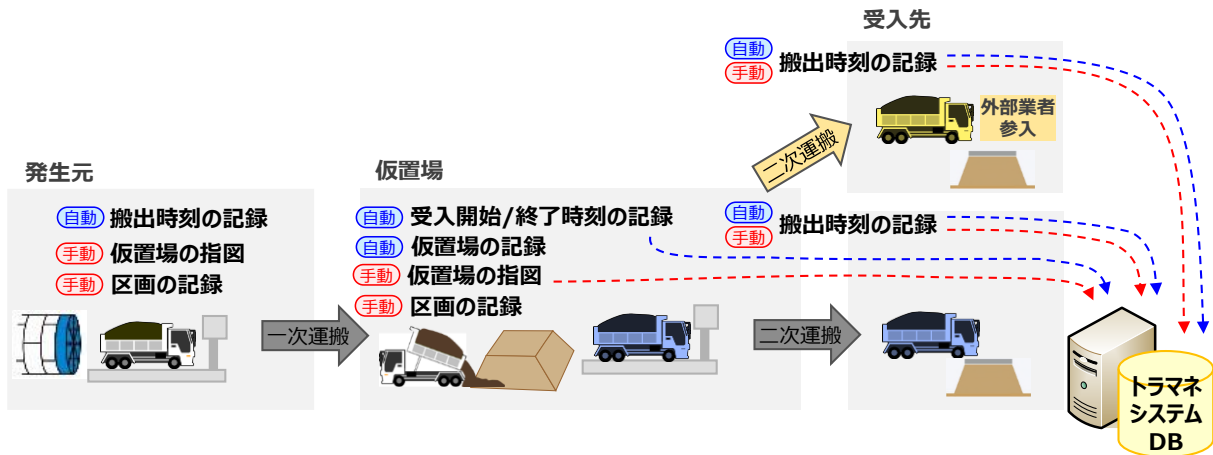 発生元
自動 搬出時刻の記録
手動 仮置場の指図
手動 区画の記録
一次運搬
仮置場
自動 受入開始/終了時刻の記録
自動 仮置場の記録
手動 仮置場の指図
手動 区画の記録
二次運搬
二次運搬
受入先
自動
手動
搬出時刻の記録
外部業者
参入
自動
手動
搬出時刻の記録
トラマネ
システム
DB